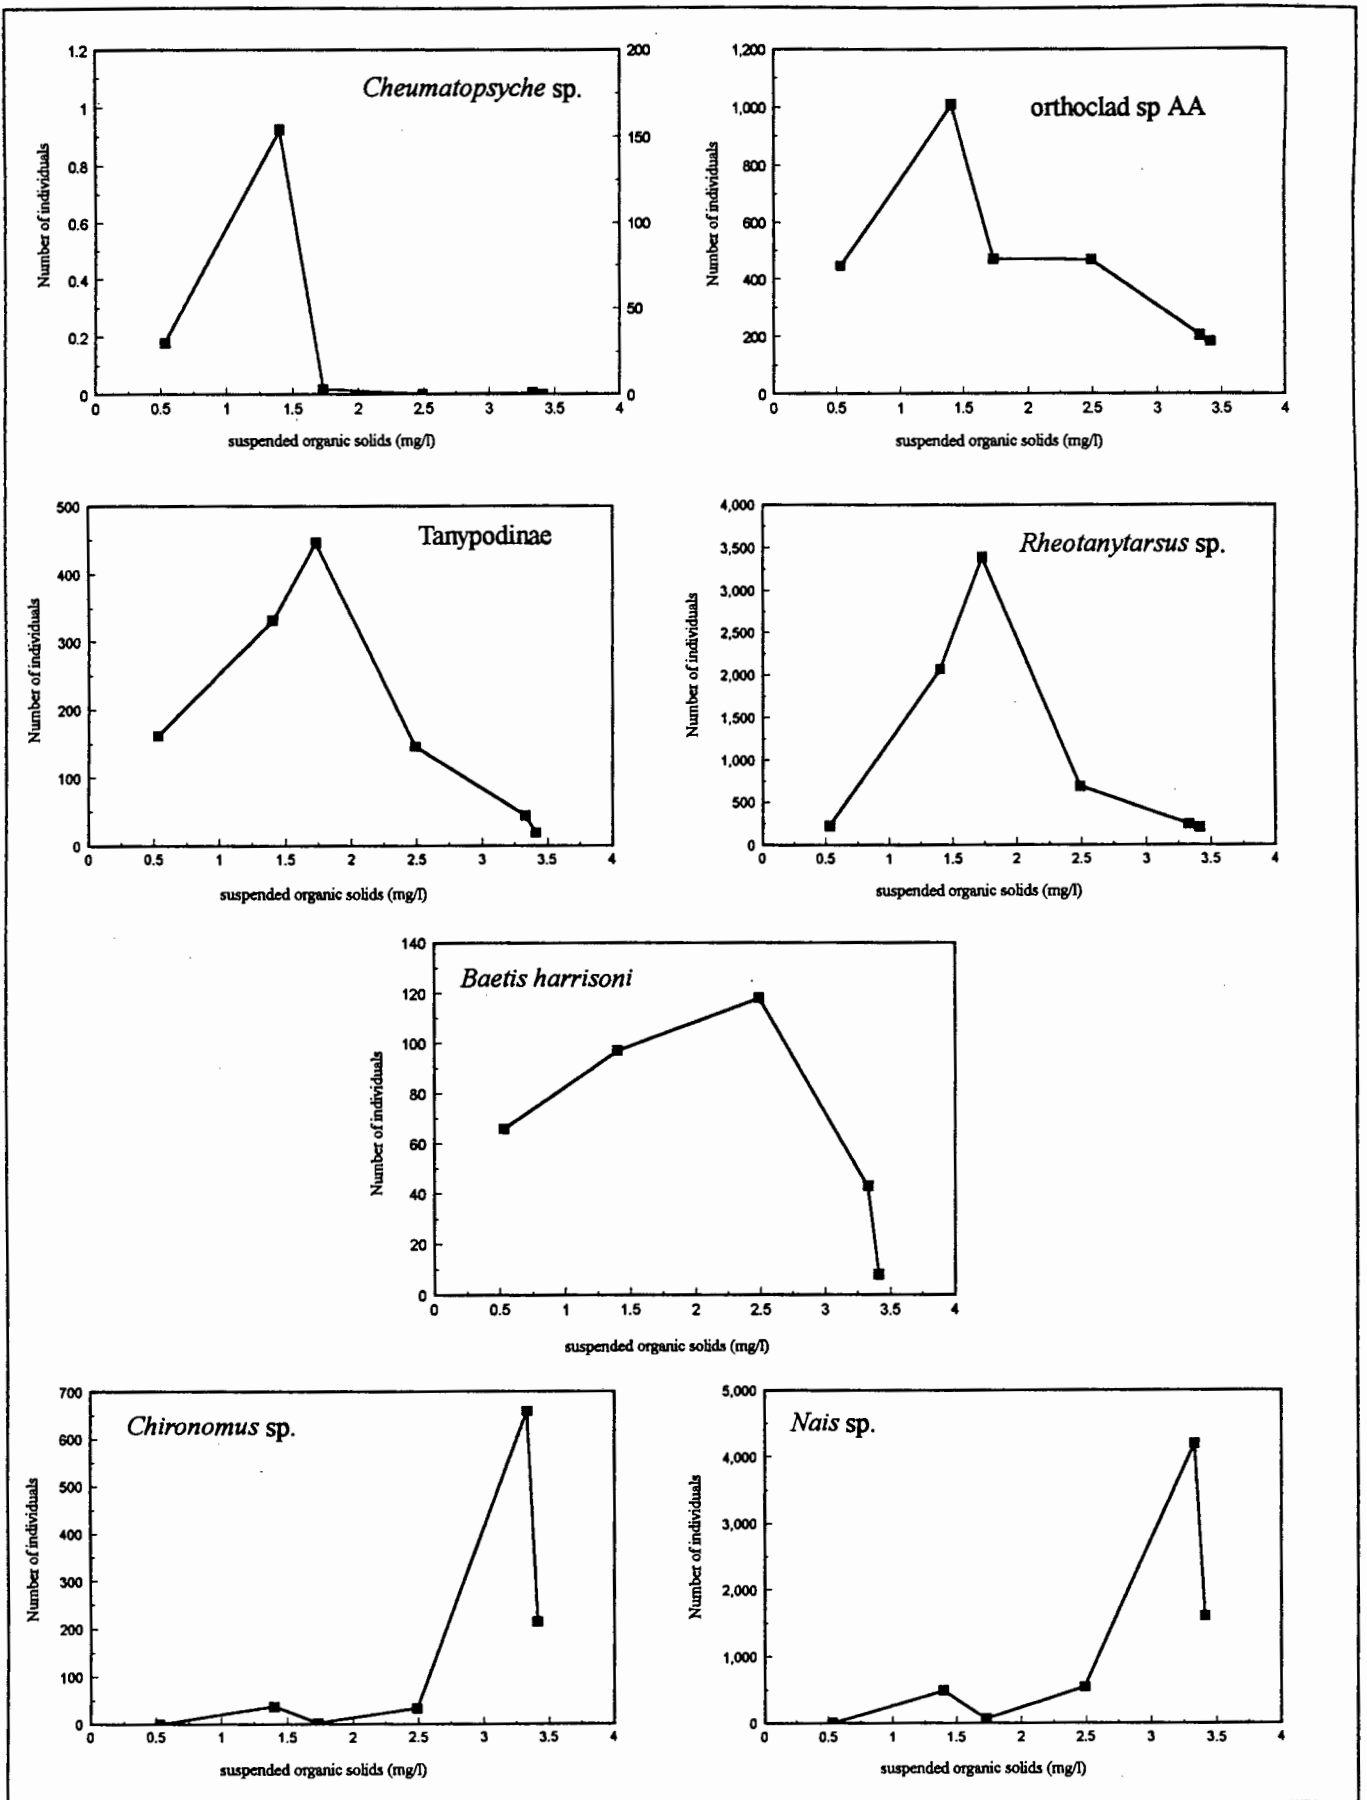 Cheumatopsyche sp.
Number of individuals
1.2
1
0.8
0.6
0.4
0.2
0
200
150
100
50
0
0 0.5 1 1.5 2 2.5 3 3.5 4
suspended organic solids (mg/l)
orthoclad sp AA
Number of individuals
1,200
1,000
800
600
400
200
0
0 0.5 1 1.5 2 2.5 3 3.5 4
suspended organic solids (mg/l)
Tanypodinae
Number of individuals
500
400
300
200
100
0
0 0.5 1 1.5 2 2.5 3 3.5 4
suspended organic solids (mg/l)
Rheotanytarsus sp.
Number of individuals
4,000
3,500
3,000
2,500
2,000
1,500
1,000
500
0
0 0.5 1 1.5 2 2.5 3 3.5 4
suspended organic solids (mg/l)
Baetis harrisoni
Number of individuals
140
120
100
80
60
40
20
0
0 0.5 1 1.5 2 2.5 3 3.5 4
suspended organic solids (mg/l)
Chironomus sp.
Number of individuals
700
600
500
400
300
200
100
0
0 0.5 1 1.5 2 2.5 3 3.5 4
suspended organic solids (mg/l)
Nais sp.
Number of individuals
5,000
4,000
3,000
2,000
1,000
0
0 0.5 1 1.5 2 2.5 3 3.5 4
suspended organic solids (mg/l)